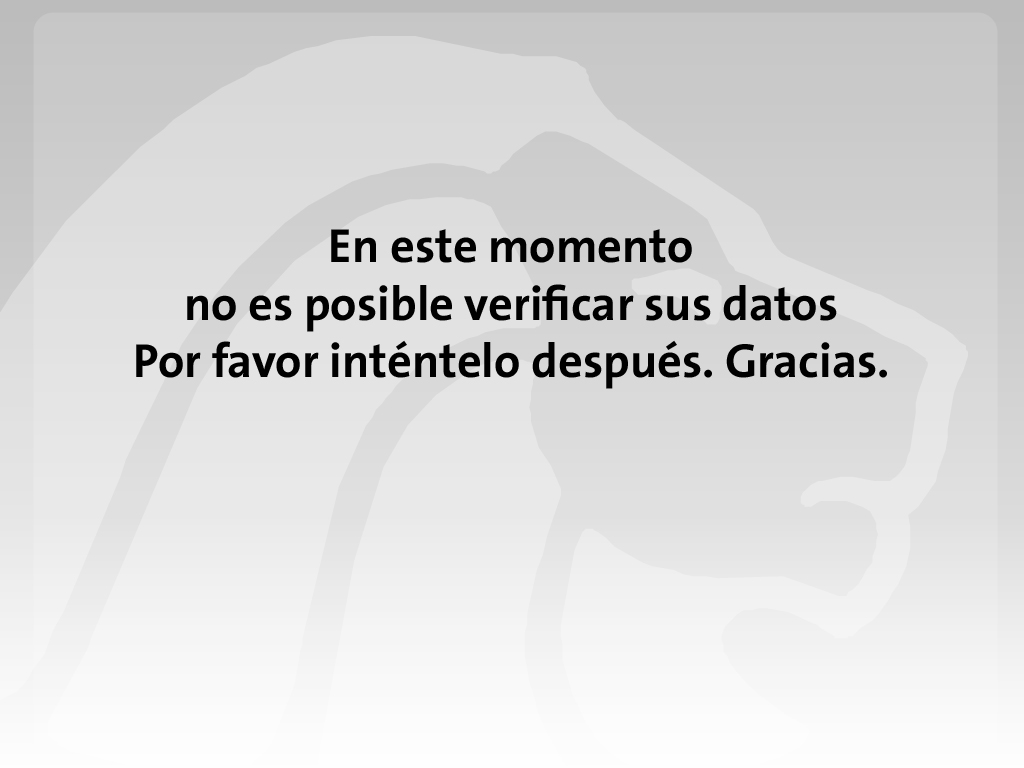 En este momento
no es posible verificar sus datos
Por favor inténtelo después. Gracias.